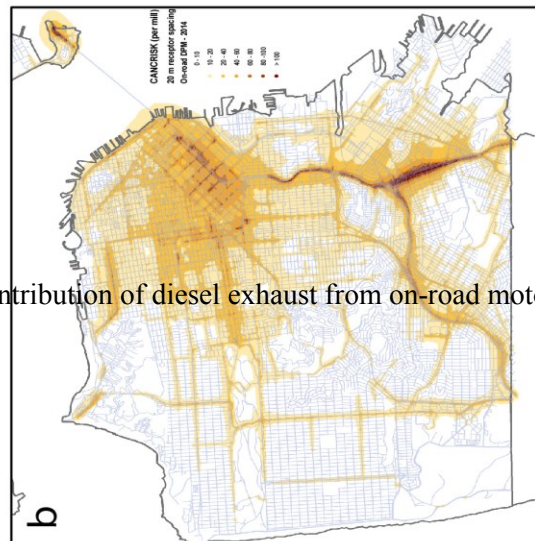 CANCRISK (per mill)
20 m receptor spacing
On-road DPM - 2014
0 - 10
10 - 20
20 - 40
40 - 60
60 - 80
80 -100
> 100
ntribution of diesel exhaust from on-road moto
b